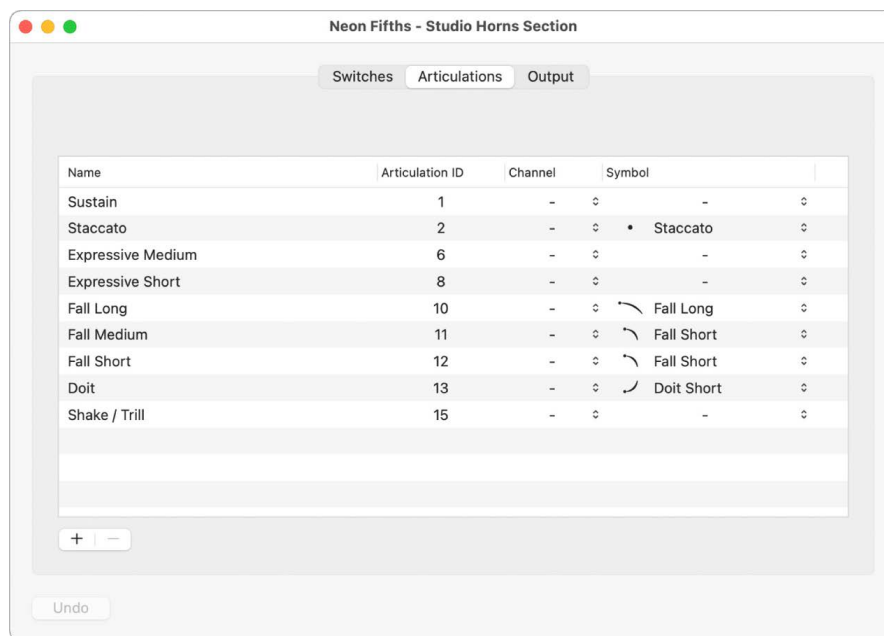 Neon Fifths - Studio Horns Section
Switches Articulations Output
Name Articulation ID Channel Symbol
Sustain 1 - -
Staccato 2 - Staccato
Expressive Medium 6 - -
Expressive Short 8 - -
Fall Long 10 - Fall Long
Fall Medium 11 - Fall Short
Fall Short 12 - Fall Short
Doit 13 - Doit Short
Shake / Trill 15 - -
+ −
Undo